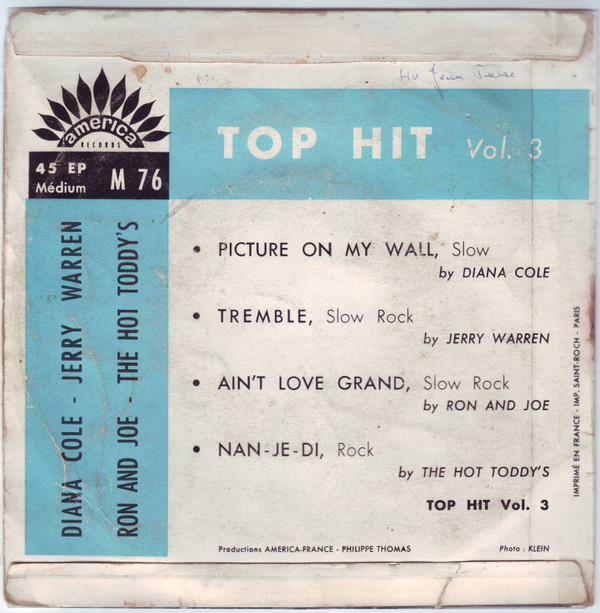 america
RECORDS
45 EP
Médium
M 76
TOP HIT Vol. 3
DIANA COLE - JERRY WARREN
RON AND JOE - THE HOT TODDY'S
• PICTURE ON MY WALL, Slow
by DIANA COLE
• TREMBLE, Slow Rock
by JERRY WARREN
• AIN'T LOVE GRAND, Slow Rock
by RON AND JOE
• NAN-JE-DI, Rock
by THE HOT TODDY'S
TOP HIT Vol. 3
Productions AMERICA-FRANCE - PHILIPPE THOMAS
Photo : KLEIN
IMPRIMÉ EN FRANCE - IMP. SAINT-ROCH - PARIS